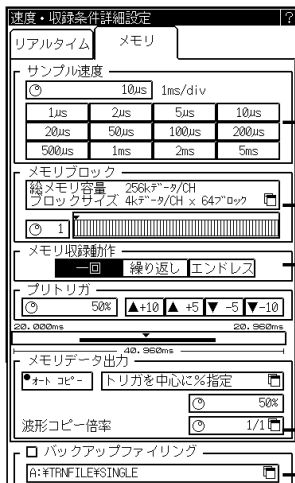 速度・収録条件詳細設定 ?
リアルタイム メモリ
サンプル速度
10μs 1ms/div
1μs 2μs 5μs 10μs
20μs 50μs 100μs 200μs
500μs 1ms 2ms 5ms
メモリブロック
総メモリ容量 256kデータ/CH
ブロックサイズ 4kデータ/CH x 64ブロック
1
メモリ収録動作
一回 繰り返し エンドレス
プリトリガ
50% ▲+10 ▲ +5 ▼ -5 ▼-10
20.000ms 20.960ms
40.960ms
メモリデータ出力
オート コピー トリガを中心に%指定
50%
波形コピー倍率 1/1
バックアップファイリング
A:¥TRNFILE¥SINGLE